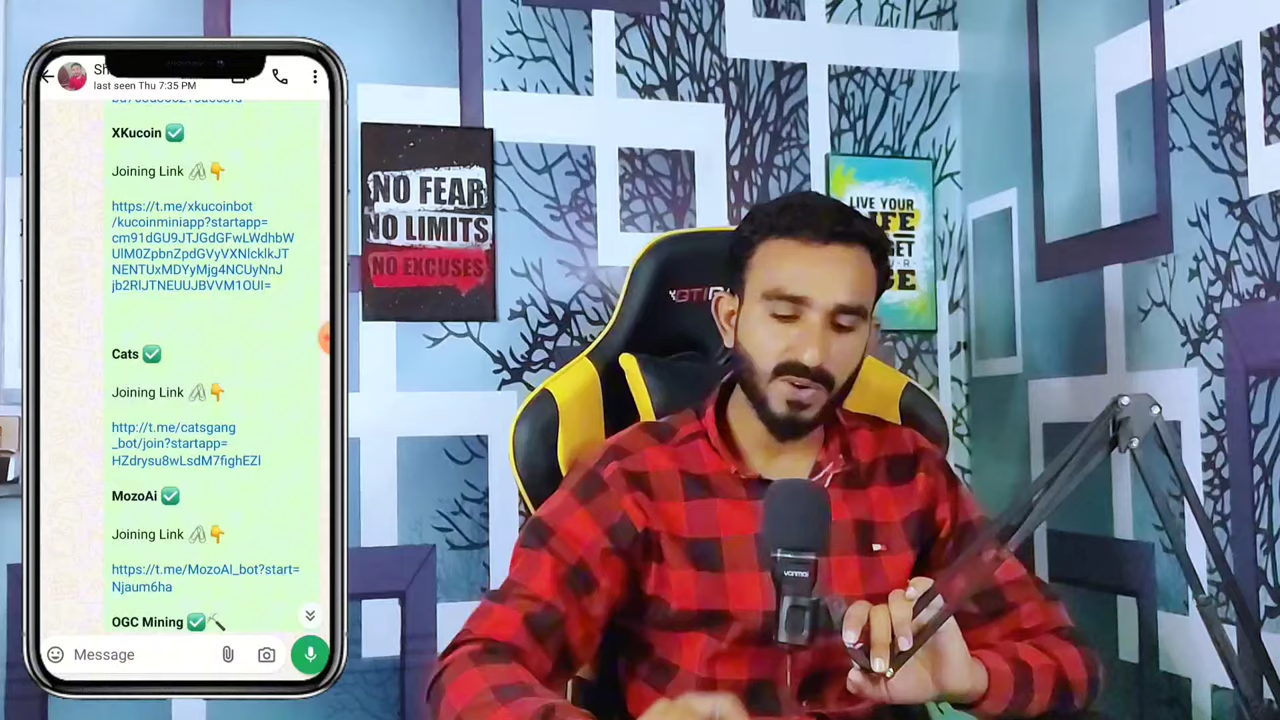 last seen Thu 7:35 PM
XKucoin ✅
Joining Link 🖇👇
https://t.me/xkucoinbot
/kucoinminiapp?startapp=
cm91dGU9JTJGdGFwLWdhbW
UlM0ZpbnZpdGVyVXNlcklkJT
NENTUxMDYyMjg4NCUyNnJ
jb2RlJTNEUUJBVVM1OUI=
Cats ✅
Joining Link 🖇👇
http://t.me/catsgang
_bot/join?startapp=
HZdrysu8wLsdM7fighEZl
MozoAi ✅
Joining Link 🖇👇
https://t.me/MozoAI_bot?start=
Njaum6ha
OGC Mining ✅⛏
Message
NO FEAR
NO LIMITS
NO EXCUSES
LIVE YOUR
LIFE